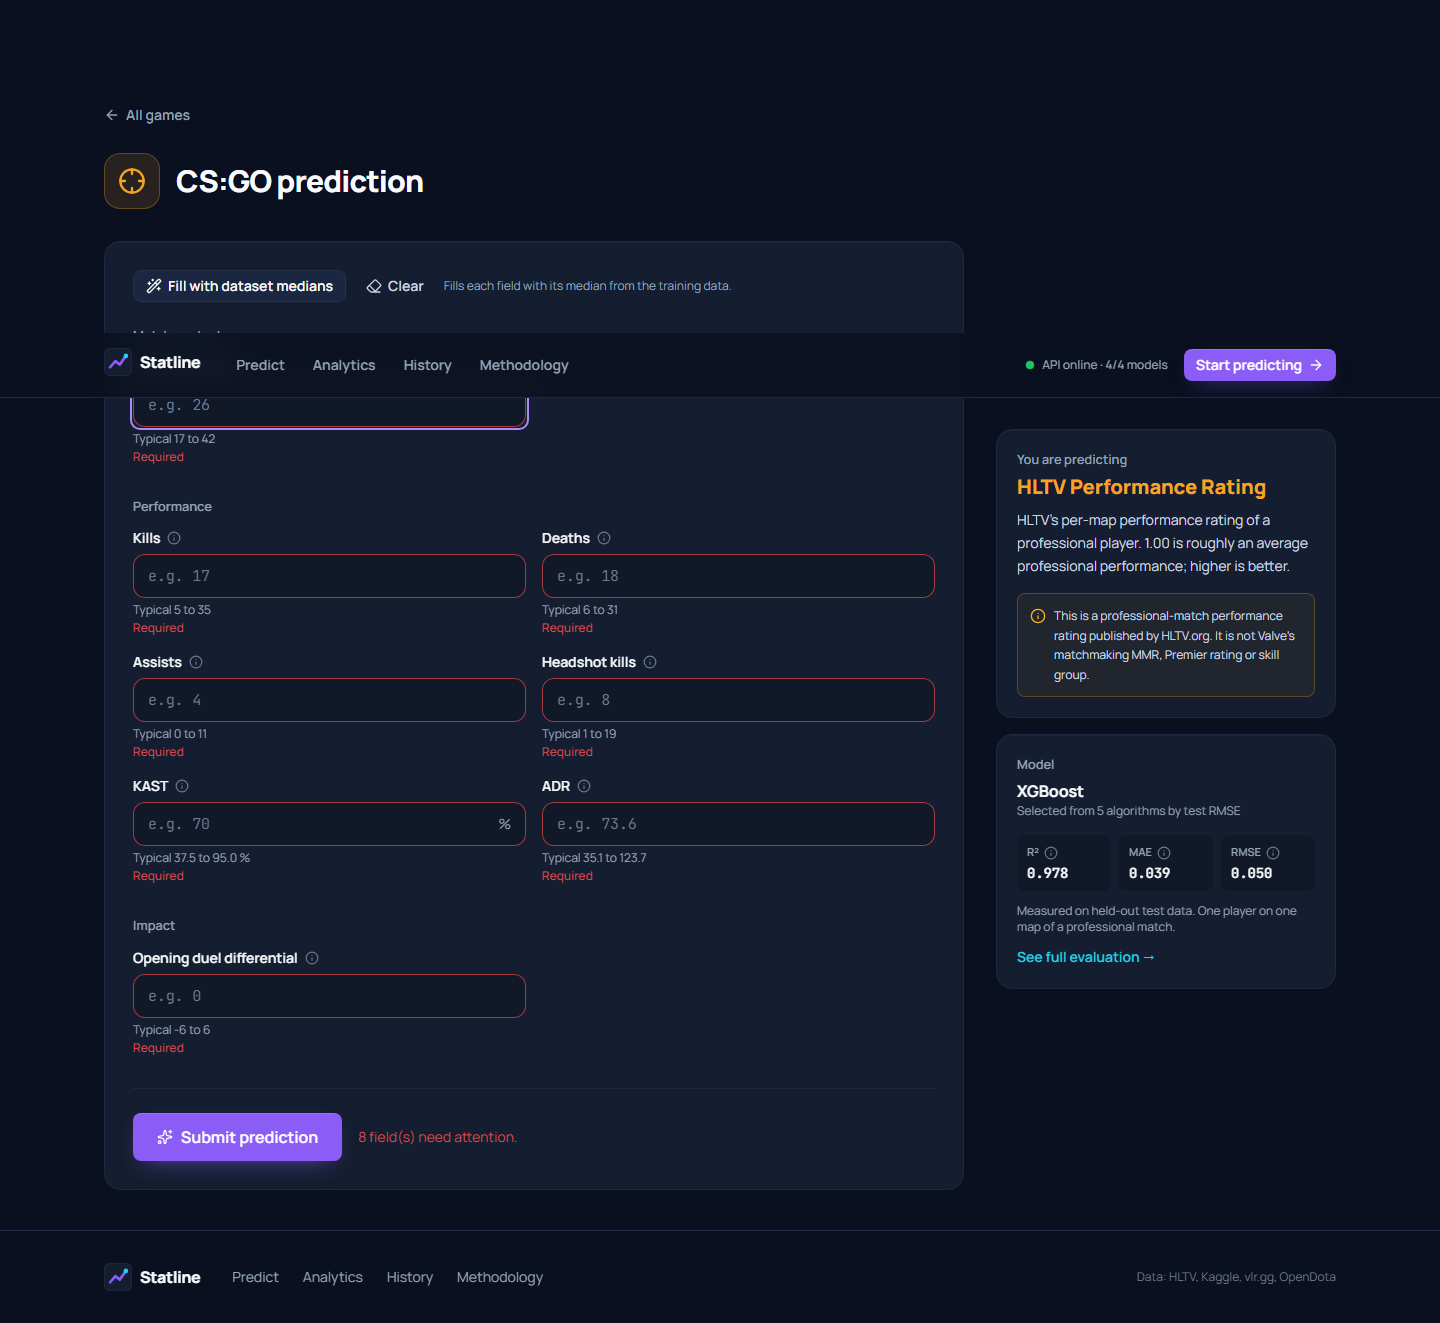 All games
CS:GO prediction
Fill with dataset medians
Clear
Fills each field with its median from the training data.
Statline
Predict
Analytics
History
Methodology
API online · 4/4 models
Start predicting
e.g. 26
Typical 17 to 42
Required
Performance
Kills
Deaths
e.g. 17
e.g. 18
Typical 5 to 35
Typical 6 to 31
Required
Required
Assists
Headshot kills
e.g. 4
e.g. 8
Typical 0 to 11
Typical 1 to 19
Required
Required
KAST
ADR
e.g. 70
%
e.g. 73.6
Typical 37.5 to 95.0 %
Typical 35.1 to 123.7
Required
Required
Impact
Opening duel differential
e.g. 0
Typical -6 to 6
Required
Submit prediction
8 field(s) need attention.
You are predicting
HLTV Performance Rating
HLTV's per-map performance rating of a
professional player. 1.00 is roughly an average
professional performance; higher is better.
This is a professional-match performance
rating published by HLTV.org. It is not Valve's
matchmaking MMR, Premier rating or skill
group.
Model
XGBoost
Selected from 5 algorithms by test RMSE
R²
MAE
RMSE
0.978
0.039
0.050
Measured on held-out test data. One player on one
map of a professional match.
See full evaluation →
Statline
Predict
Analytics
History
Methodology
Data: HLTV, Kaggle, vlr.gg, OpenDota